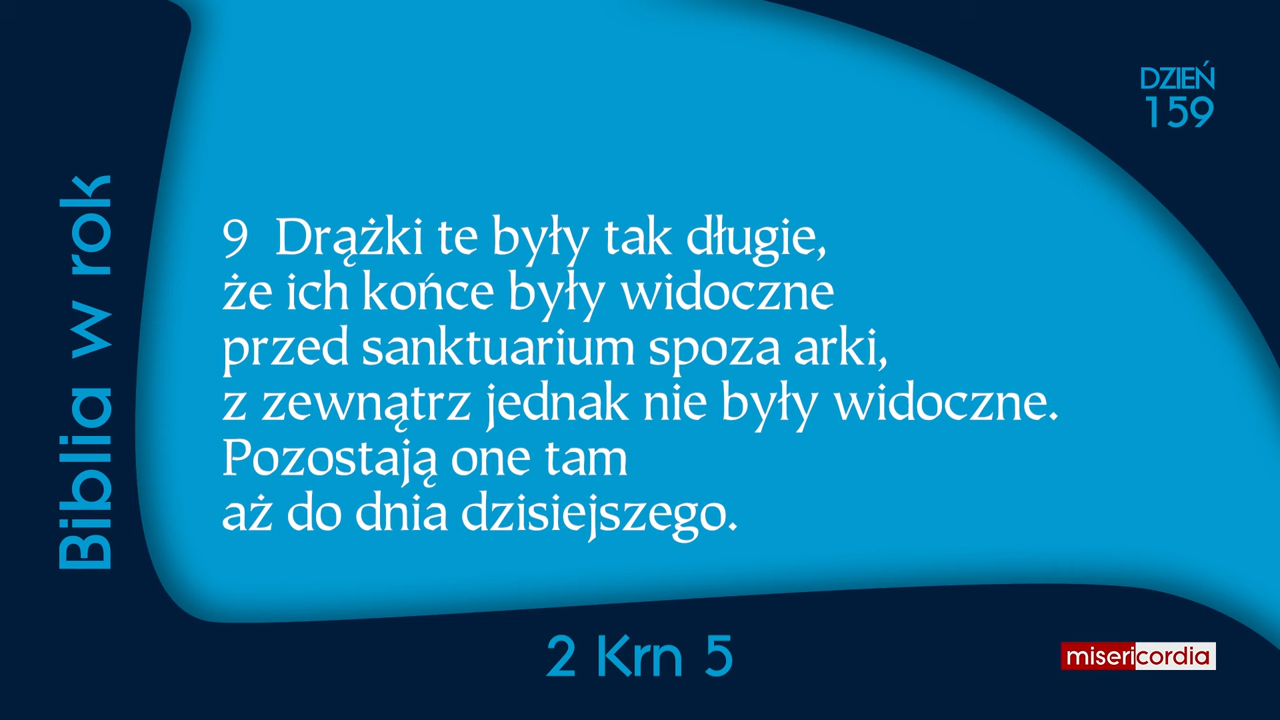 DZIEŃ
159
Biblia w rok
9 Drążki te były tak długie,
że ich końce były widoczne
przed sanktuarium spoza arki,
z zewnątrz jednak nie były widoczne.
Pozostają one tam
aż do dnia dzisiejszego.
2 Krn 5
misericordia